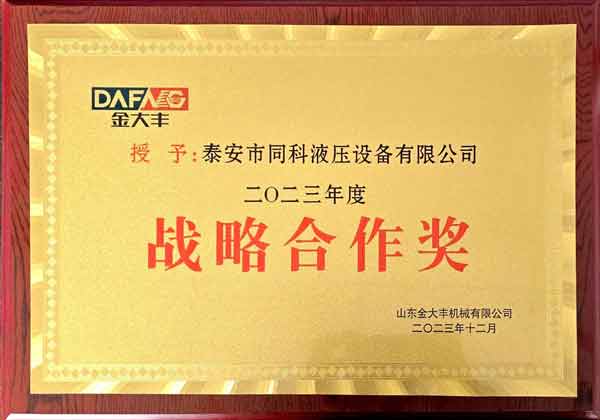 DAFANG
金大丰
授 予:泰安市同科液压设备有限公司
二〇二三年度
战略合作奖
山东金大丰机械有限公司
二〇二三年十二月